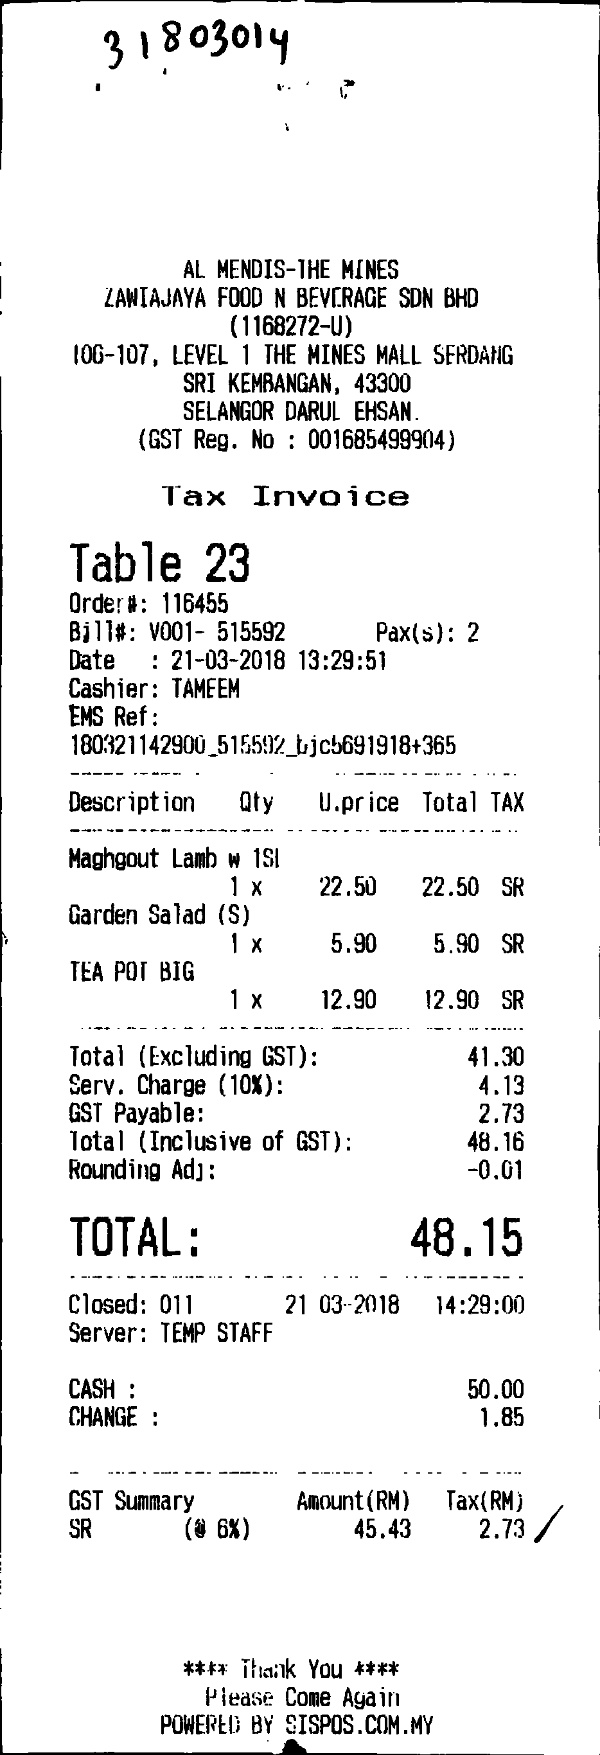 31803014
AL MENDIS-THE MINES
ZAWIAJAYA FOOD N BEVERAGE SDN BHD
(1168272-U)
106-107, LEVEL 1 THE MINES MALL SERDANG
SRI KEMBANGAN, 43300
SELANGOR DARUL EHSAN.
(GST Reg. No : 001685499904)
Tax Invoice
Table 23
Order#: 116455
Bill#: V001- 515592 Pax(s): 2
Date : 21-03-2018 13:29:51
Cashier: TAMEEM
EMS Ref:
180321142900_515592_bjcb691918+365
Description Qty U.price Total TAX
Maghgout Lamb w 1SI
1 x 22.50 22.50 SR
Garden Salad (S)
1 x 5.90 5.90 SR
TEA POT BIG
1 x 12.90 12.90 SR
Total (Excluding GST): 41.30
Serv. Charge (10%): 4.13
GST Payable: 2.73
Total (Inclusive of GST): 48.16
Rounding Adj: -0.01
TOTAL: 48.15
Closed: 011 21-03-2018 14:29:00
Server: TEMP STAFF
CASH : 50.00
CHANGE : 1.85
GST Summary Amount(RM) Tax(RM)
SR (@ 6%) 45.43 2.73
**** Thank You ****
Please Come Again
POWERED BY SISPOS.COM.MY